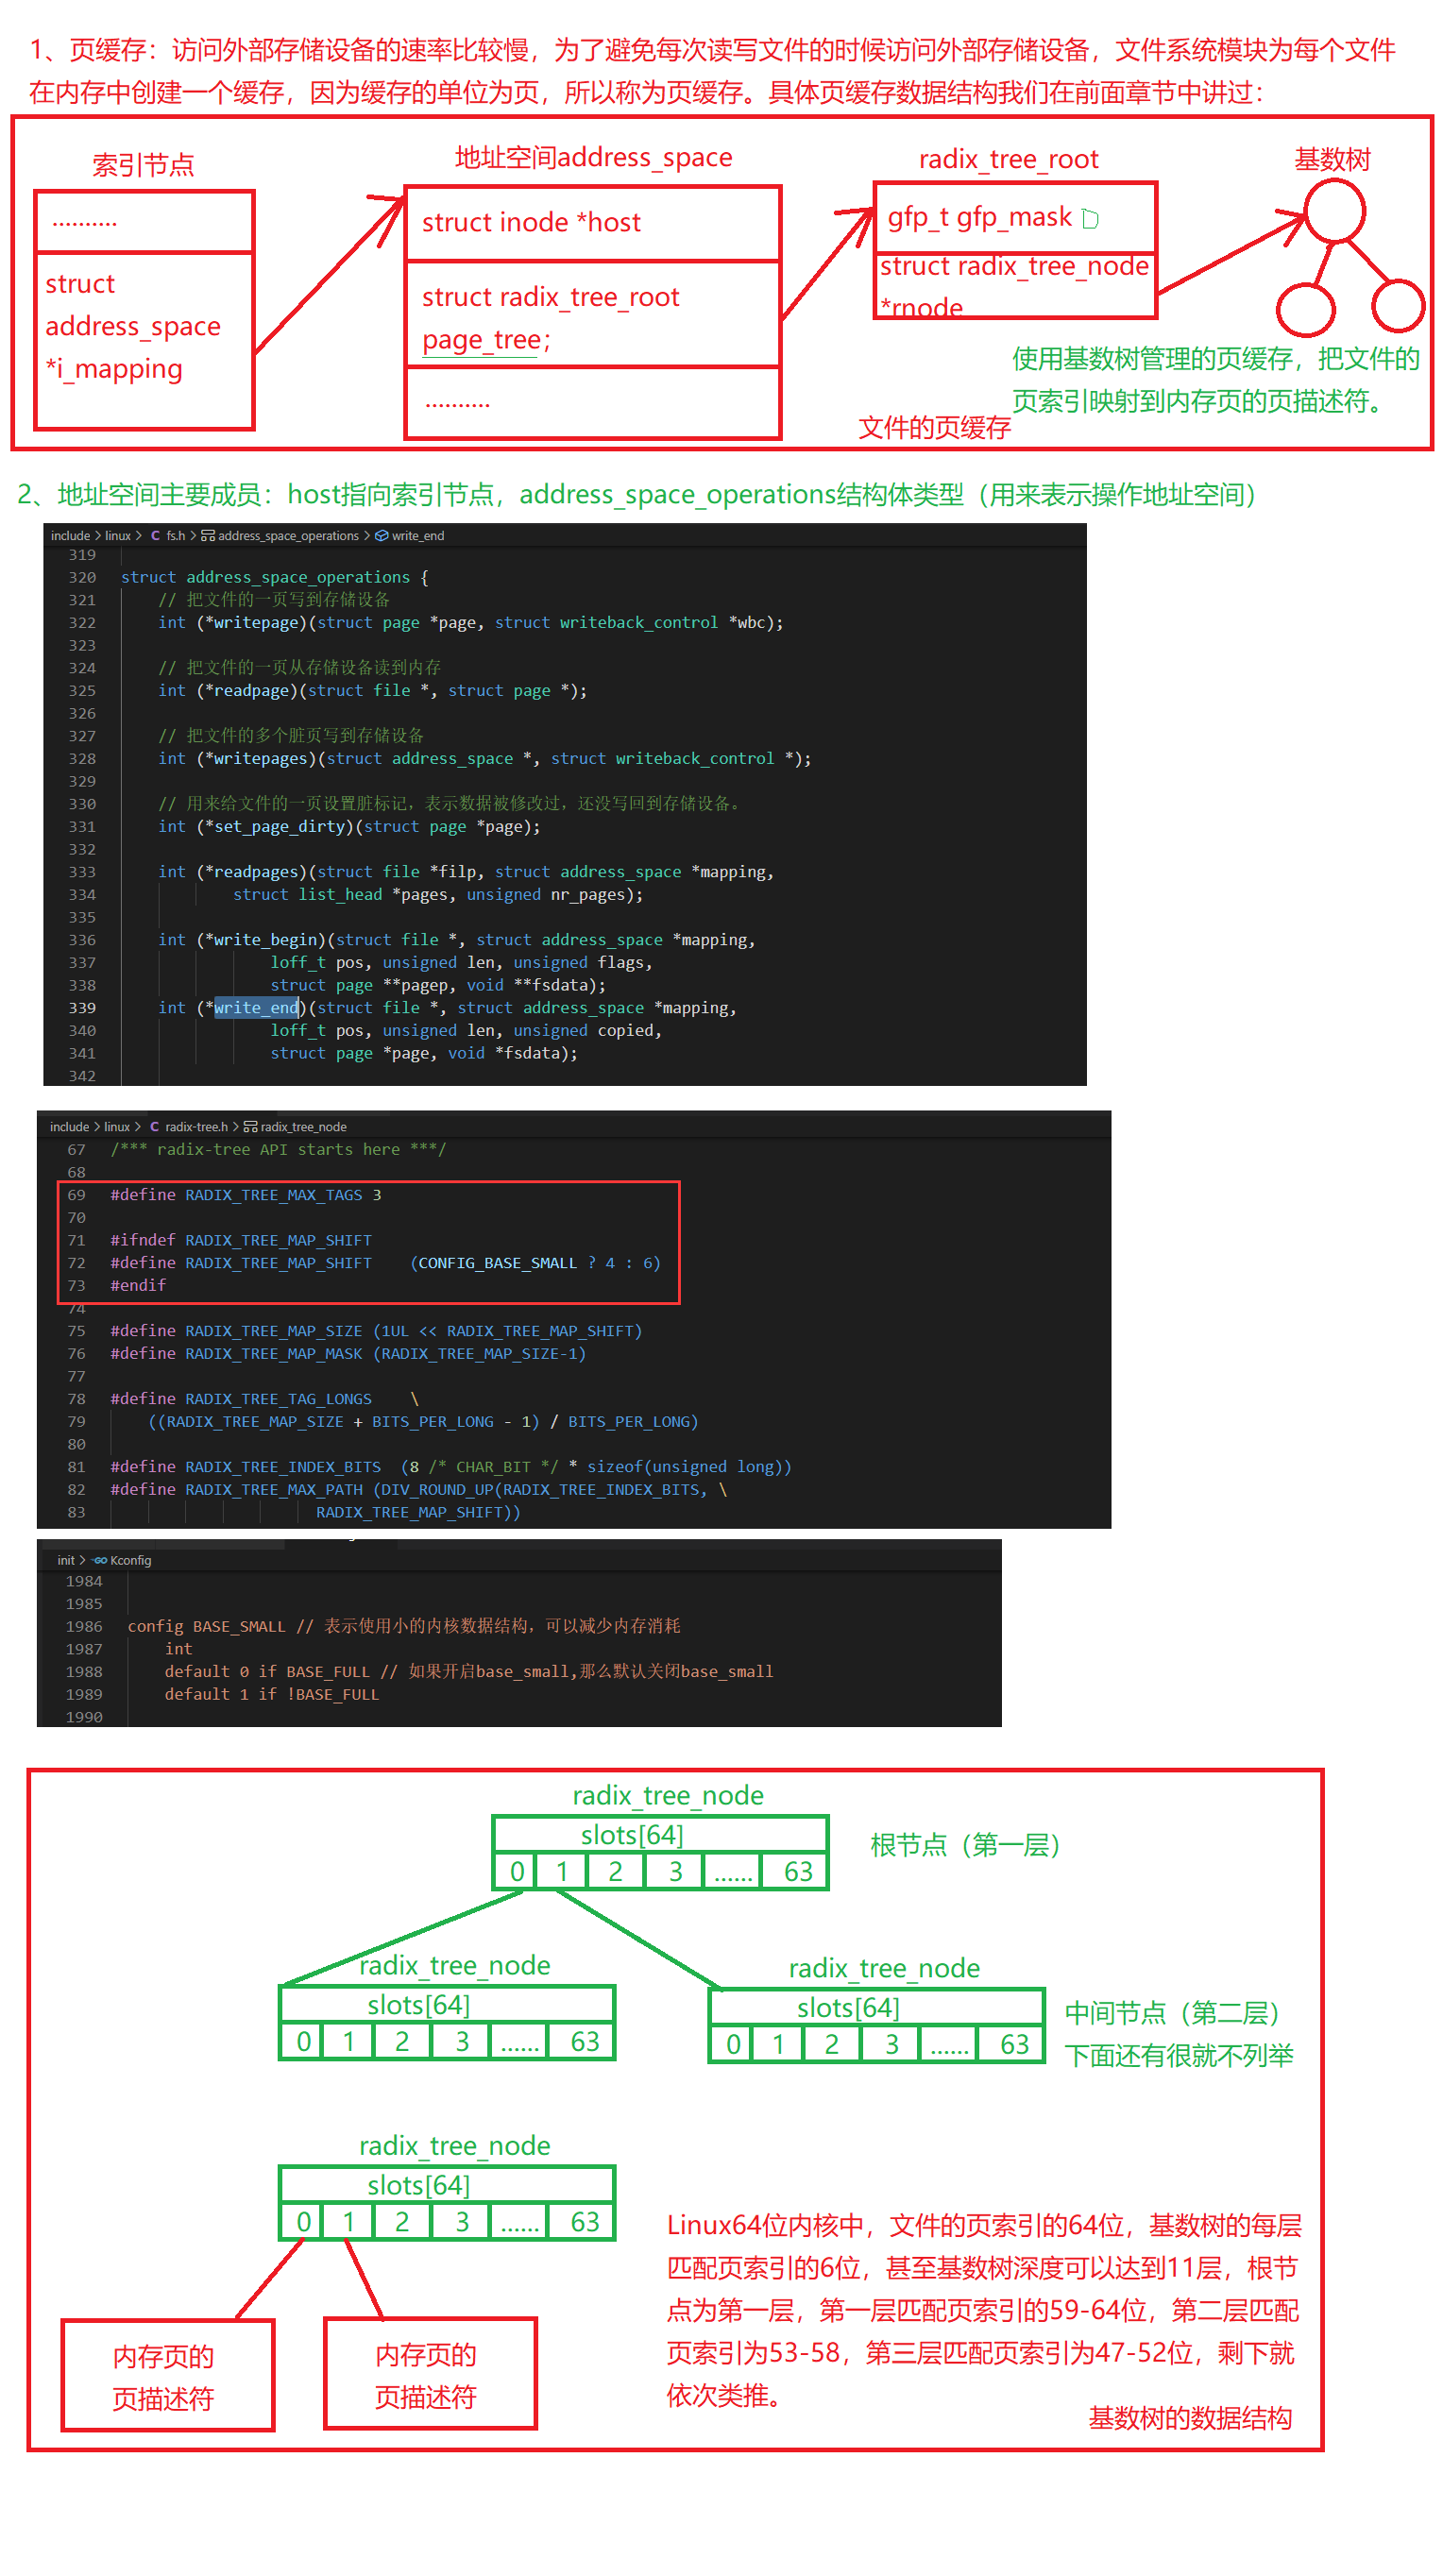 1、页缓存：访问外部存储设备的速率比较慢，为了避免每次读写文件的时候访问外部存储设备，文件系统模块为每个文件
在内存中创建一个缓存，因为缓存的单位为页，所以称为页缓存。具体页缓存数据结构我们在前面章节中讲过：
索引节点
..........
struct
address_space
*i_mapping
地址空间address_space
struct inode *host
struct radix_tree_root
page_tree;
..........
radix_tree_root
gfp_t gfp_mask
struct radix_tree_node
*rnode
基数树
使用基数树管理的页缓存，把文件的
页索引映射到内存页的页描述符。
文件的页缓存
2、地址空间主要成员：host指向索引节点，address_space_operations结构体类型（用来表示操作地址空间）
include > linux > C fs.h > address_space_operations > write_end
319
320 struct address_space_operations {
321 // 把文件的一页写到存储设备
322 int (*writepage)(struct page *page, struct writeback_control *wbc);
323
324 // 把文件的一页从存储设备读到内存
325 int (*readpage)(struct file *, struct page *);
326
327 // 把文件的多个脏页写到存储设备
328 int (*writepages)(struct address_space *, struct writeback_control *);
329
330 // 用来给文件的一页设置脏标记，表示数据被修改过，还没写回到存储设备。
331 int (*set_page_dirty)(struct page *page);
332
333 int (*readpages)(struct file *filp, struct address_space *mapping,
334 struct list_head *pages, unsigned nr_pages);
335
336 int (*write_begin)(struct file *, struct address_space *mapping,
337 loff_t pos, unsigned len, unsigned flags,
338 struct page **pagep, void **fsdata);
339 int (*write_end)(struct file *, struct address_space *mapping,
340 loff_t pos, unsigned len, unsigned copied,
341 struct page *page, void *fsdata);
342
include > linux > C radix-tree.h > radix_tree_node
67 /*** radix-tree API starts here ***/
68
69 #define RADIX_TREE_MAX_TAGS 3
70
71 #ifndef RADIX_TREE_MAP_SHIFT
72 #define RADIX_TREE_MAP_SHIFT (CONFIG_BASE_SMALL ? 4 : 6)
73 #endif
74
75 #define RADIX_TREE_MAP_SIZE (1UL << RADIX_TREE_MAP_SHIFT)
76 #define RADIX_TREE_MAP_MASK (RADIX_TREE_MAP_SIZE-1)
77
78 #define RADIX_TREE_TAG_LONGS \
79 ((RADIX_TREE_MAP_SIZE + BITS_PER_LONG - 1) / BITS_PER_LONG)
80
81 #define RADIX_TREE_INDEX_BITS (8 /* CHAR_BIT */ * sizeof(unsigned long))
82 #define RADIX_TREE_MAX_PATH (DIV_ROUND_UP(RADIX_TREE_INDEX_BITS, \
83 RADIX_TREE_MAP_SHIFT))
init > Kconfig
1984
1985
1986 config BASE_SMALL // 表示使用小的内核数据结构，可以减少内存消耗
1987 int
1988 default 0 if BASE_FULL // 如果开启base_small,那么默认关闭base_small
1989 default 1 if !BASE_FULL
1990
radix_tree_node
slots[64]
0 1 2 3 ...... 63
根节点（第一层）
radix_tree_node
slots[64]
0 1 2 3 ...... 63
radix_tree_node
slots[64]
0 1 2 3 ...... 63
中间节点（第二层）
下面还有很就不列举
radix_tree_node
slots[64]
0 1 2 3 ...... 63
内存页的
页描述符
内存页的
页描述符
Linux64位内核中，文件的页索引的64位，基数树的每层
匹配页索引的6位，甚至基数树深度可以达到11层，根节
点为第一层，第一层匹配页索引的59-64位，第二层匹配
页索引为53-58，第三层匹配页索引为47-52位，剩下就
依次类推。
基数树的数据结构